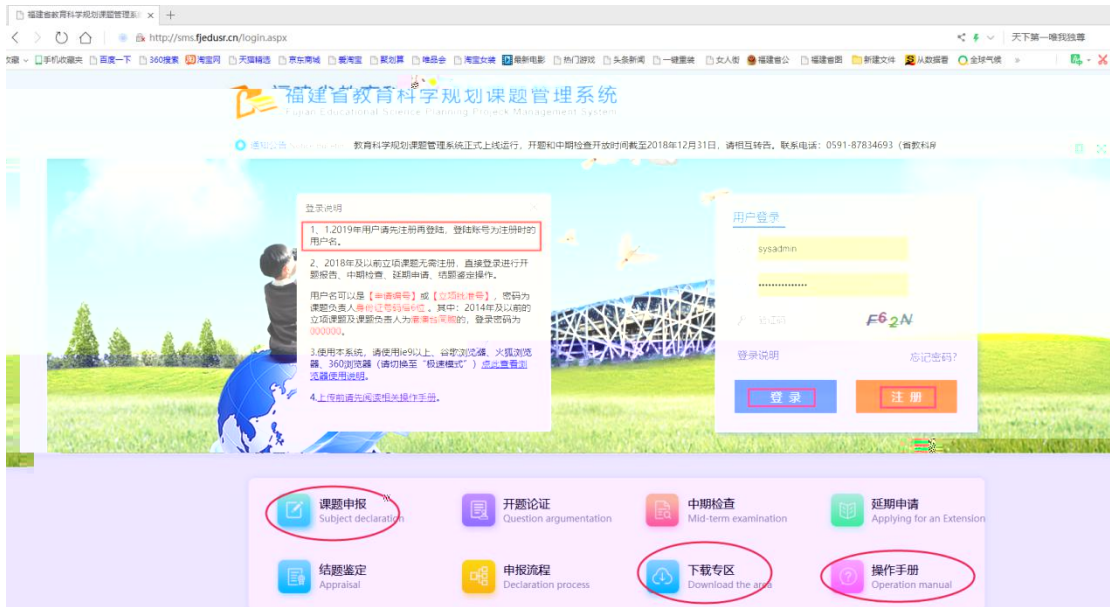 福建省教育科学规划课题管理系
http://sms.fjedusr.cn/login.aspx
天下第一唯我独尊
手机收藏夹 百度一下 360搜索 淘宝网 天猫精选 京东商城 爱淘宝 聚划算 唯品会 淘宝女装 最新电影 热门游戏 头条新闻 一键重装 女人街 福建省公 福建省图 新建文件 从数据看 全球气候 »
福建省教育科学规划课题管理系统
Fujian Educational Science Planning Project Management System
通知公告 教育科学规划课题管理系统正式上线运行，开题和中期检查开放时间截至2018年12月31日，请相互转告。联系电话：0591-87834693（省教科所
登录说明
1、1.2019年用户请先注册再登陆，登陆账号为注册时的
用户名。
2、2018年及以前立项课题无需注册，直接登录进行开
题报告、中期检查、延期申请、结题鉴定操作。
用户名可以是【申请编号】或【立项批准号】，密码为
课题负责人身份证号码后6位。其中：2014年及以前的
立项课题及课题负责人为港澳台采购的，登录密码为
000000。
3.使用本系统，请使用ie9以上、谷歌浏览器、火狐浏览
器、360浏览器（请切换至“极速模式”）点此查看浏
览器使用说明。
4.上传前请先阅读相关操作手册。
用户登录
sysadmin
验证码 F62N
登录说明 忘记密码?
登 录 注 册
课题申报 开题论证 中期检查 延期申请
Subject declaration Question argumentation Mid-term examination Applying for an Extension
结题鉴定 申报流程 下载专区 操作手册
Appraisal Declaration process Download the area Operation manual